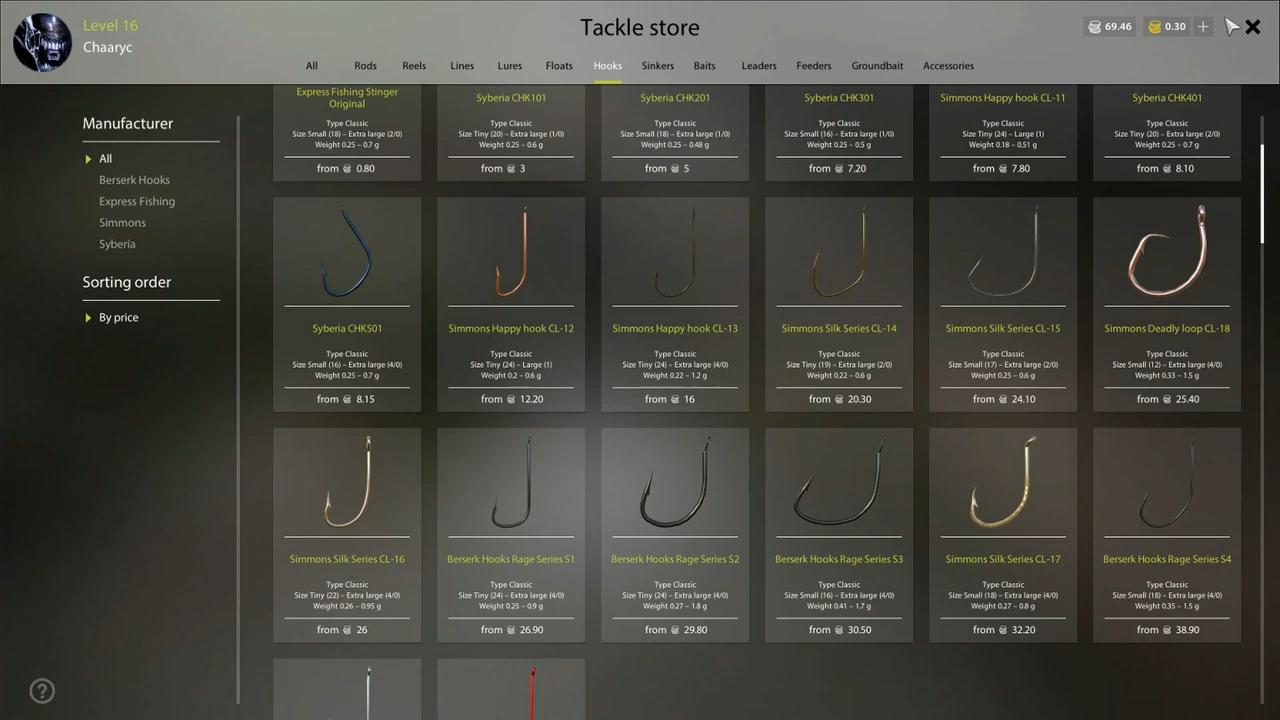 Level 16
Chaaryc
Tackle store
69.46
0.30
All
Rods
Reels
Lines
Lures
Floats
Hooks
Sinkers
Baits
Leaders
Feeders
Groundbait
Accessories
Manufacturer
All
Berserk Hooks
Express Fishing
Simmons
Syberia
Sorting order
By price
Express Fishing Stinger
Original
Type Classic
Size Small (18) – Extra large (2/0)
Weight 0.25 – 0.7 g
from 0.80
Syberia CHK101
Type Classic
Size Tiny (20) – Extra large (1/0)
Weight 0.25 – 0.6 g
from 3
Syberia CHK201
Type Classic
Size Small (18) – Extra large (1/0)
Weight 0.25 – 0.48 g
from 5
Syberia CHK301
Type Classic
Size Small (16) – Extra large (1/0)
Weight 0.25 – 0.5 g
from 7.20
Simmons Happy hook CL-11
Type Classic
Size Tiny (24) – Large (1)
Weight 0.18 – 0.51 g
from 7.80
Syberia CHK401
Type Classic
Size Tiny (20) – Extra large (2/0)
Weight 0.25 – 0.7 g
from 8.10
Syberia CHK501
Type Classic
Size Small (16) – Extra large (4/0)
Weight 0.25 – 0.7 g
from 8.15
Simmons Happy hook CL-12
Type Classic
Size Tiny (24) – Large (1)
Weight 0.2 – 0.6 g
from 12.20
Simmons Happy hook CL-13
Type Classic
Size Tiny (24) – Extra large (4/0)
Weight 0.22 – 1.2 g
from 16
Simmons Silk Series CL-14
Type Classic
Size Tiny (19) – Extra large (2/0)
Weight 0.22 – 0.6 g
from 20.30
Simmons Silk Series CL-15
Type Classic
Size Small (17) – Extra large (2/0)
Weight 0.25 – 0.6 g
from 24.10
Simmons Deadly loop CL-18
Type Classic
Size Small (12) – Extra large (4/0)
Weight 0.33 – 1.5 g
from 25.40
Simmons Silk Series CL-16
Type Classic
Size Tiny (22) – Extra large (4/0)
Weight 0.26 – 0.95 g
from 26
Berserk Hooks Rage Series S1
Type Classic
Size Tiny (24) – Extra large (4/0)
Weight 0.25 – 0.9 g
from 26.90
Berserk Hooks Rage Series S2
Type Classic
Size Tiny (24) – Extra large (4/0)
Weight 0.27 – 1.8 g
from 29.80
Berserk Hooks Rage Series S3
Type Classic
Size Small (16) – Extra large (4/0)
Weight 0.41 – 1.7 g
from 30.50
Simmons Silk Series CL-17
Type Classic
Size Small (18) – Extra large (4/0)
Weight 0.27 – 0.8 g
from 32.20
Berserk Hooks Rage Series S4
Type Classic
Size Small (18) – Extra large (4/0)
Weight 0.35 – 1.5 g
from 38.90